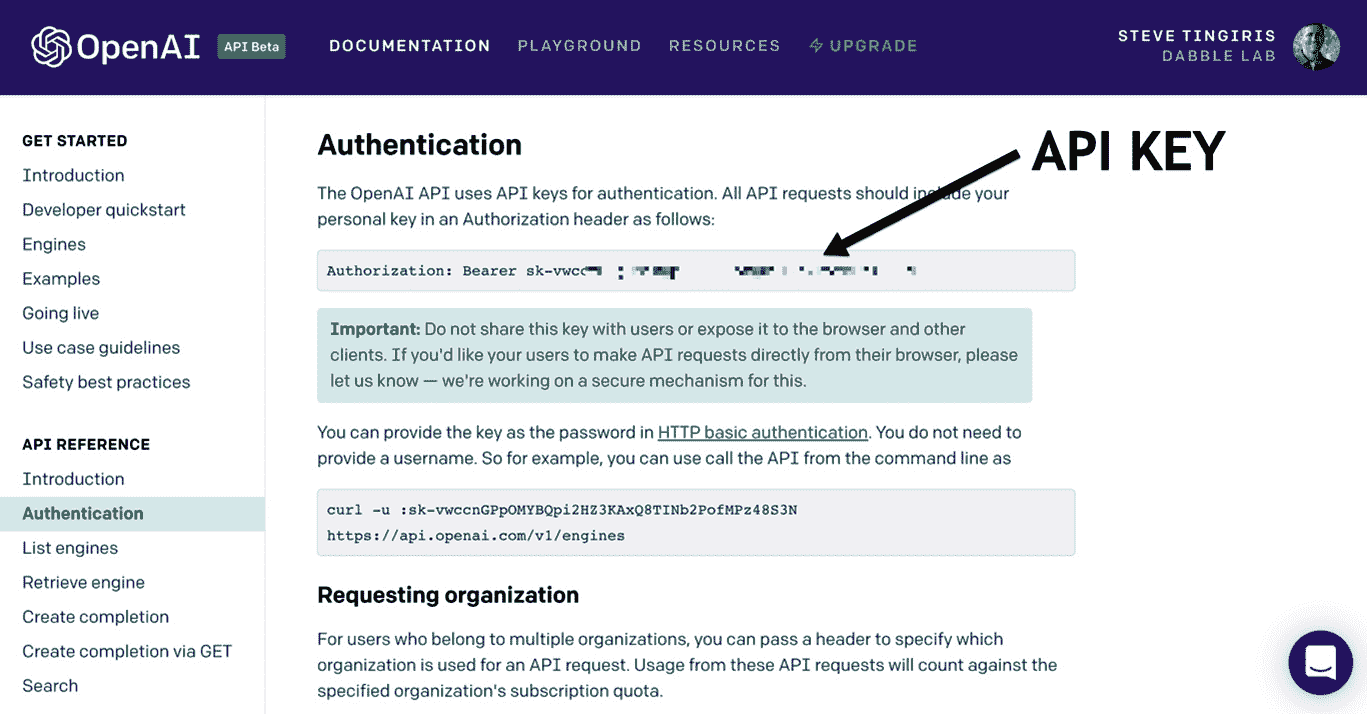 OpenAI API Beta DOCUMENTATION PLAYGROUND RESOURCES UPGRADE
STEVE TINGIRIS
DABBLE LAB
GET STARTED
Introduction
Developer quickstart
Engines
Examples
Going live
Use case guidelines
Safety best practices
API REFERENCE
Introduction
Authentication
List engines
Retrieve engine
Create completion
Create completion via GET
Search
Authentication
API KEY
The OpenAI API uses API keys for authentication. All API requests should include your
personal key in an Authorization header as follows:
Authorization: Bearer sk-vwcc
Important: Do not share this key with users or expose it to the browser and other
clients. If you'd like your users to make API requests directly from their browser, please
let us know — we're working on a secure mechanism for this.
You can provide the key as the password in HTTP basic authentication. You do not need to
provide a username. So for example, you can use call the API from the command line as
curl -u :sk-vwccnGPpOMYBQpi2HZ3KAxQ8TINb2PofMPz48S3N
https://api.openai.com/v1/engines
Requesting organization
For users who belong to multiple organizations, you can pass a header to specify which
organization is used for an API request. Usage from these API requests will count against the
specified organization's subscription quota.